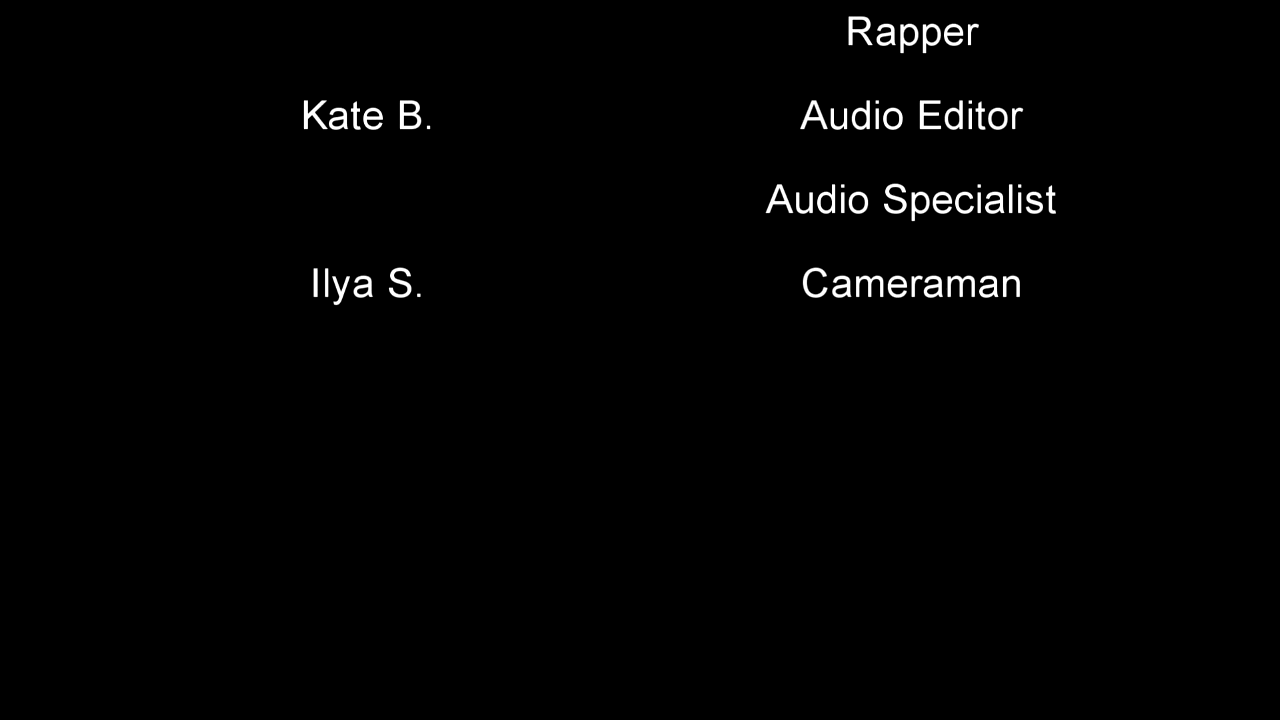 Rapper
Kate B. Audio Editor
Audio Specialist
Ilya S. Cameraman